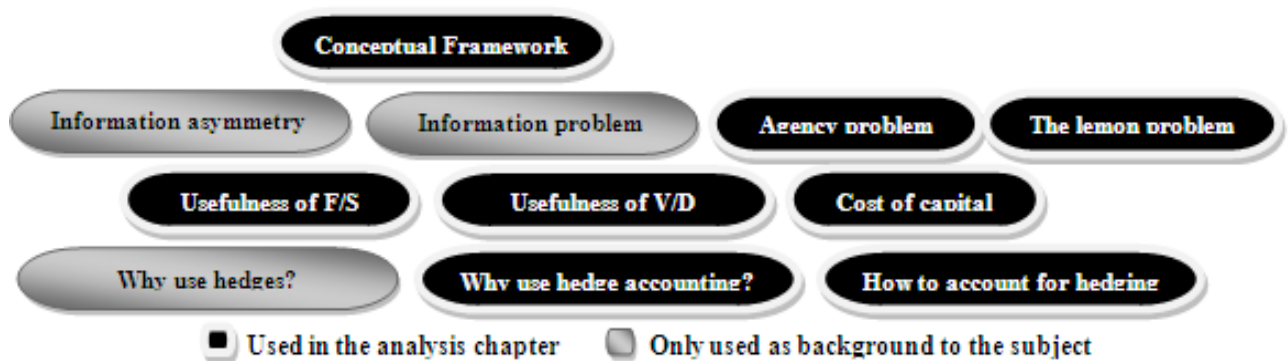 Conceptual Framework
Information asymmetry Information problem Agency problem The lemon problem
Usefulness of F/S Usefulness of V/D Cost of capital
Why use hedges? Why use hedge accounting? How to account for hedging
Used in the analysis chapter Only used as background to the subject